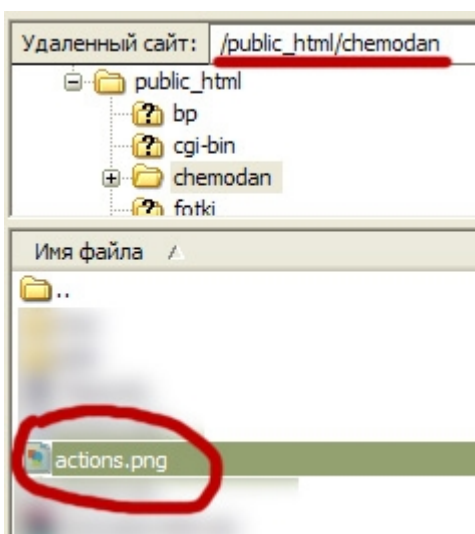 Удаленный сайт: /public_html/chemodan
public_html
bp
cgi-bin
chemodan
fotki
Имя файла
..
actions.png